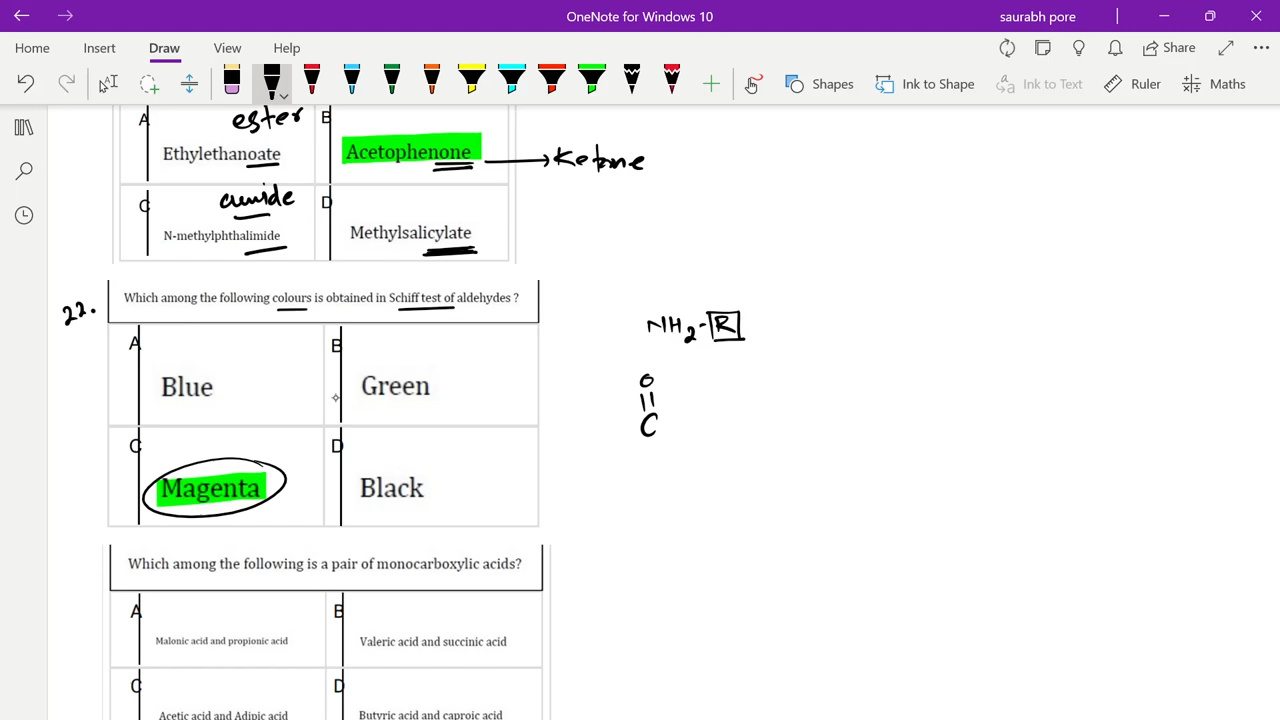 OneNote for Windows 10
saurabh pore
Home Insert Draw View Help
Share
Shapes Ink to Shape Ink to Text Ruler Maths
A ester B
Ethylethanoate Acetophenone Ketone
C amide D
N-methylphthalimide Methylsalicylate
22. Which among the following colours is obtained in Schiff test of aldehydes ?
NH2-R
A B
Blue Green
O
C
C D
Magenta Black
Which among the following is a pair of monocarboxylic acids?
A B
Malonic acid and propionic acid Valeric acid and succinic acid
C D
Acetic acid and Adipic acid Butyric acid and caproic acid